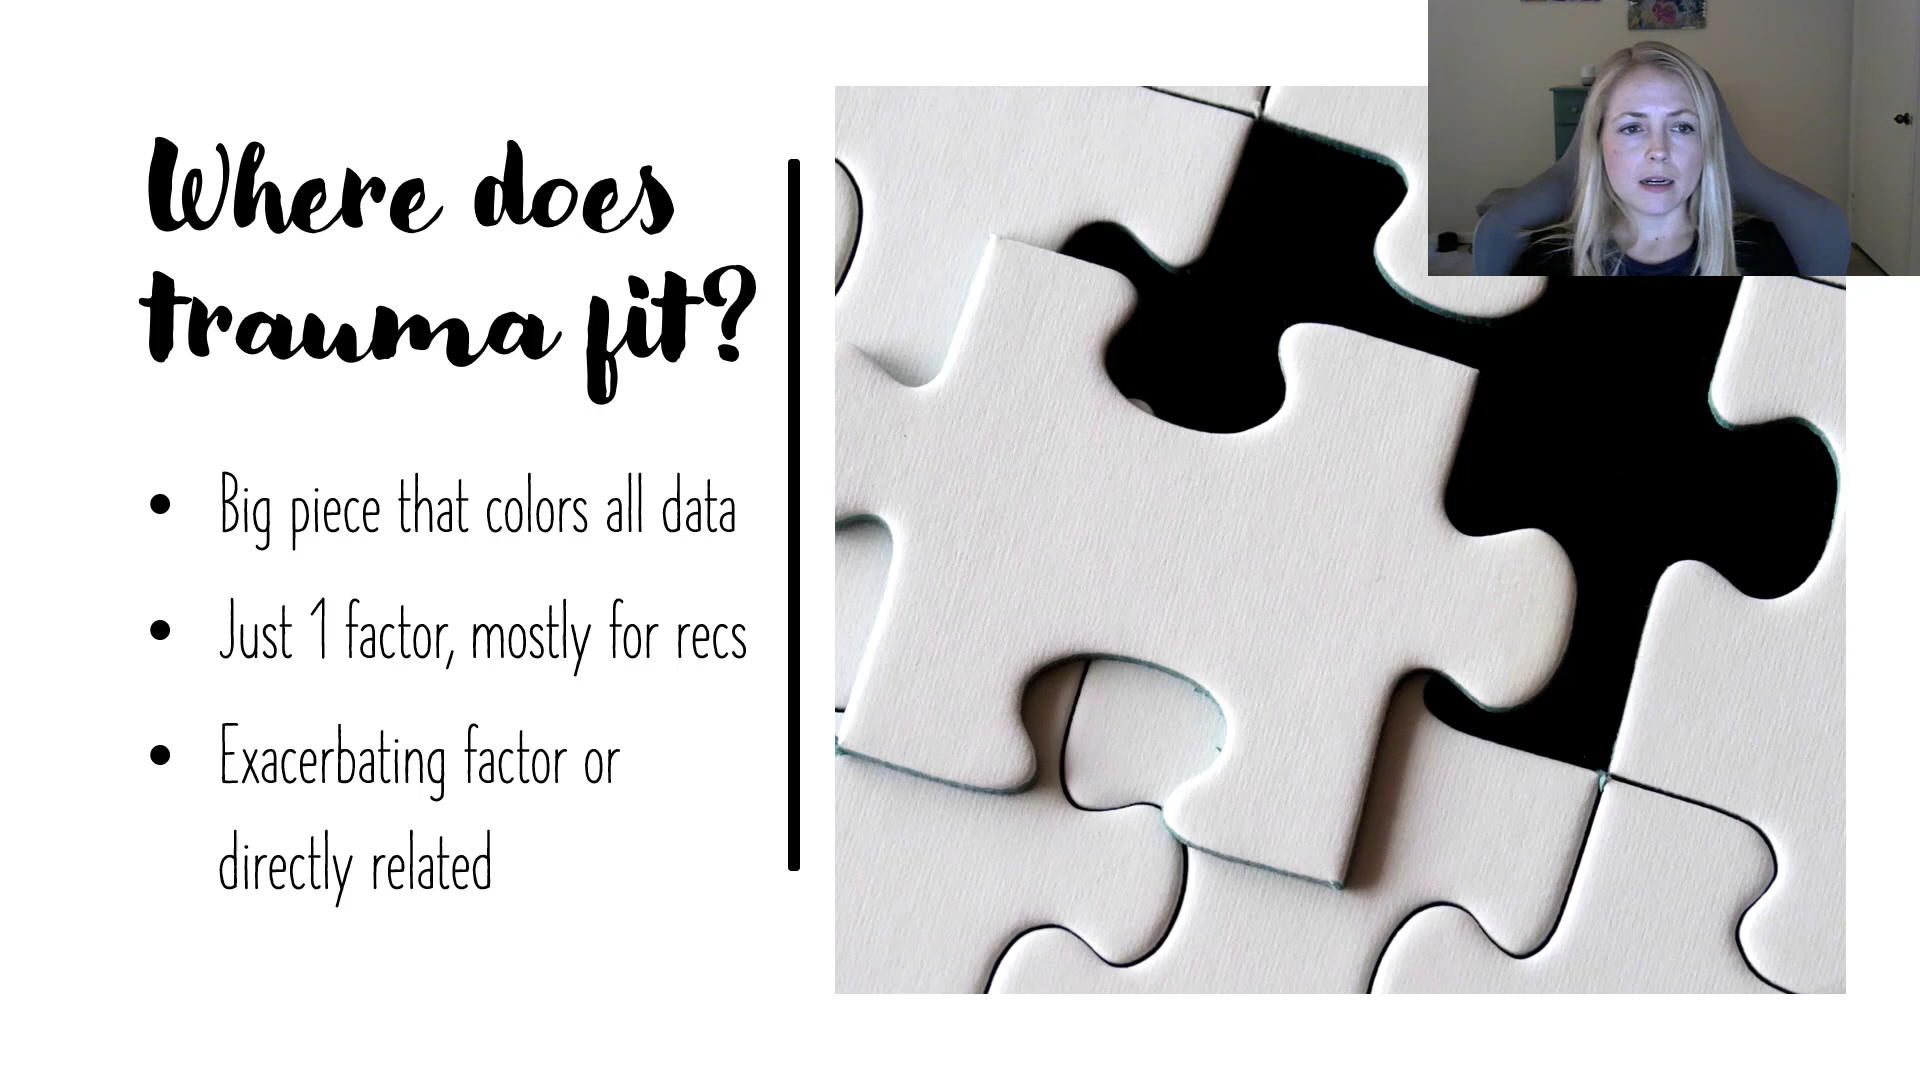 Where does
trauma fit?
• Big piece that colors all data
• Just 1 factor, mostly for recs
• Exacerbating factor or
directly related